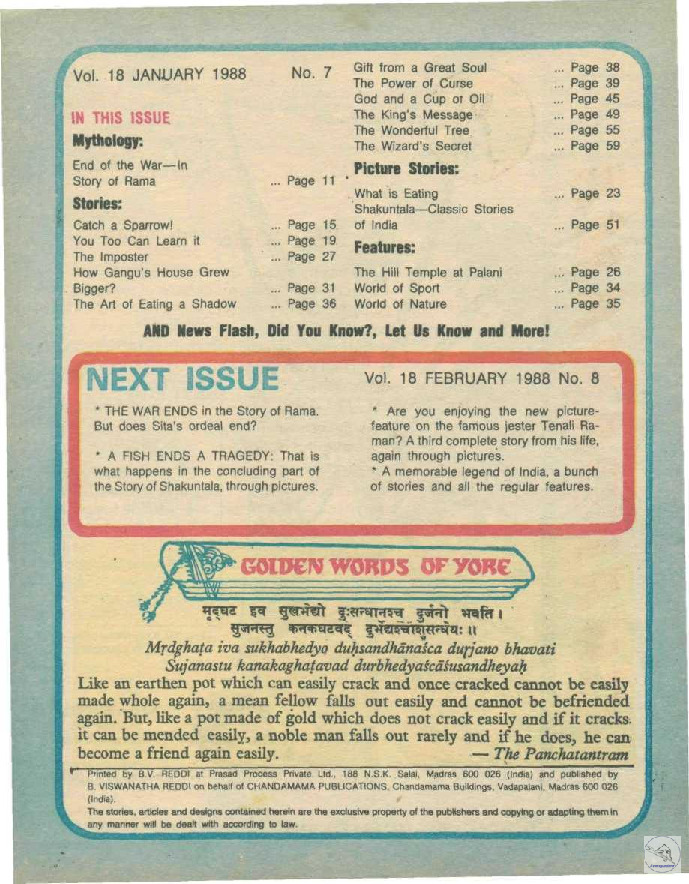 Vol. 18 JANUARY 1988 No. 7
IN THIS ISSUE
Mythology:
End of the War—In
Story of Rama ... Page 11
Stories:
Catch a Sparrow! ... Page 15
You Too Can Learn it ... Page 19
The Imposter ... Page 27
How Gangu's House Grew
Bigger? ... Page 31
The Art of Eating a Shadow ... Page 36
Gift from a Great Soul ... Page 38
The Power of Curse ... Page 39
God and a Cup of Oil ... Page 45
The King's Message ... Page 49
The Wonderful Tree ... Page 55
The Wizard's Secret ... Page 59
Picture Stories:
What is Eating ... Page 23
Shakuntala—Classic Stories
of India ... Page 51
Features:
The Hill Temple at Palani ... Page 26
World of Sport ... Page 34
World of Nature ... Page 35
AND News Flash, Did You Know?, Let Us Know and More!
NEXT ISSUE
Vol. 18 FEBRUARY 1988 No. 8
* THE WAR ENDS in the Story of Rama.
But does Sita's ordeal end?
* A FISH ENDS A TRAGEDY: That is
what happens in the concluding part of
the Story of Shakuntala, through pictures.
* Are you enjoying the new picture-
feature on the famous jester Tenali Ra-
man? A third complete story from his life,
again through pictures.
* A memorable legend of India, a bunch
of stories and all the regular features.
GOLDEN WORDS OF YORE
मृद्घट इव सुखभेद्यो दुःसन्धानश्च दुर्जनो भवति।
सुजनस्तु कनकघटवद् दुर्भेद्यश्चाशुसन्धेयः॥
Mṛdghaṭa iva sukhabhedyo duḥsandhānaśca durjano bhavati
Sujanastu kanakaghaṭavad durbhedyaścāśusandheyaḥ
Like an earthen pot which can easily crack and once cracked cannot be easily
made whole again, a mean fellow falls out easily and cannot be befriended
again. But, like a pot made of gold which does not crack easily and if it cracks
it can be mended easily, a noble man falls out rarely and if he does, he can
become a friend again easily. — The Panchatantram
Printed by B.V. REDDI at Prasad Process Private Ltd., 188 N.S.K. Salai, Madras 600 026 (India) and published by
B. VISWANATHA REDDI on behalf of CHANDAMAMA PUBLICATIONS, Chandamama Buildings, Vadapalani, Madras 600 026
(India).
The stories, articles and designs contained herein are the exclusive property of the publishers and copying or adapting them in
any manner will be dealt with according to law.